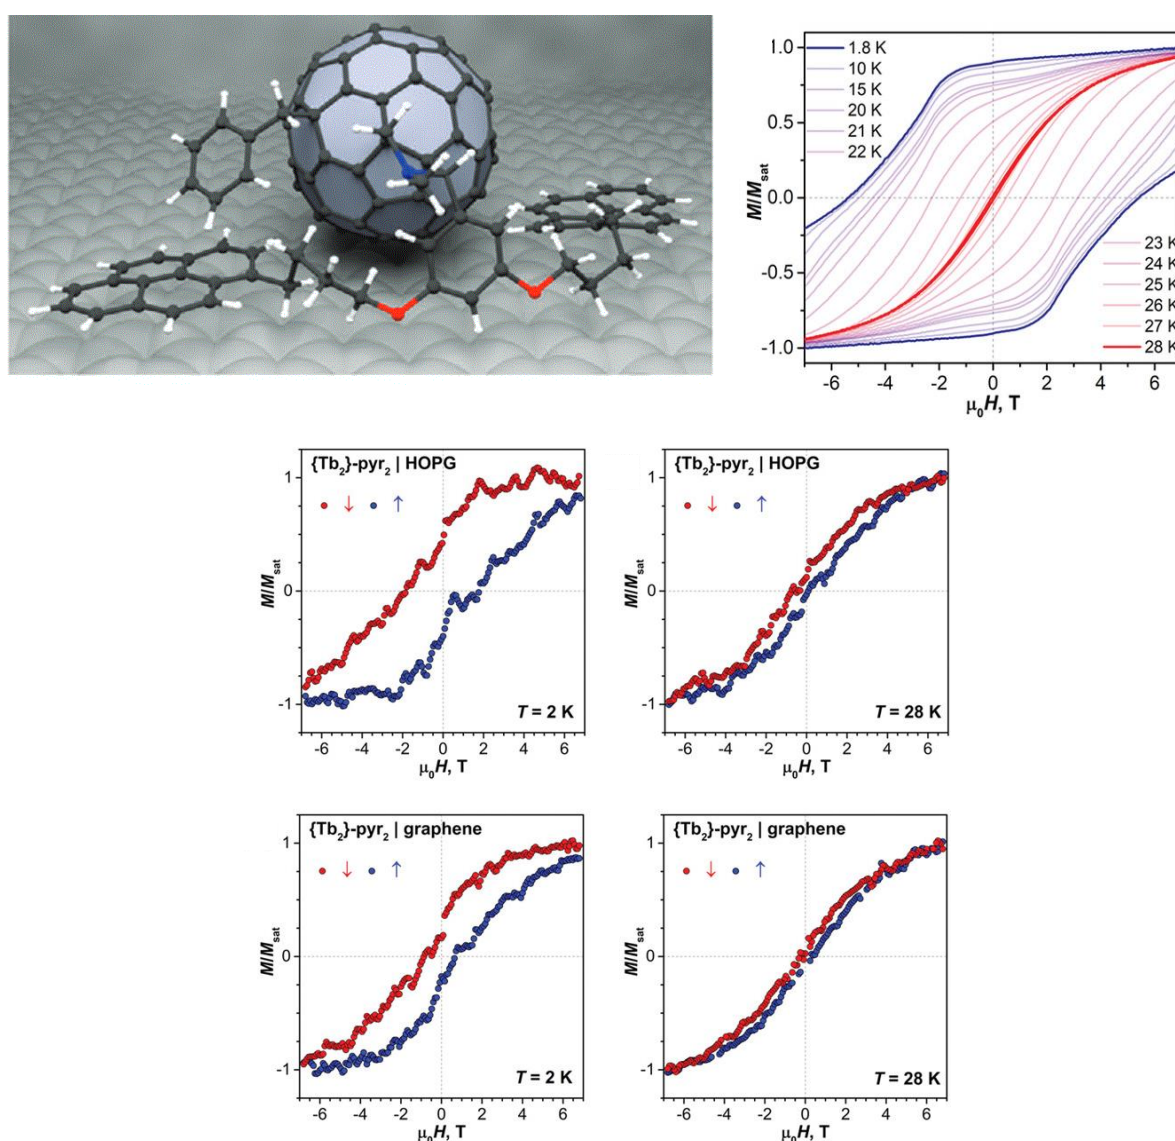 1.0
0.5
0.0
-0.5
-1.0
M/Msat
1.8 K
10 K
15 K
20 K
21 K
22 K
23 K
24 K
25 K
26 K
27 K
28 K
-6 -4 -2 0 2 4 6
μ₀H, T
{Tb₂}-pyr₂ | HOPG
↓ ↑
1
0
-1
M/Msat
T = 2 K
-6 -4 -2 0 2 4 6
μ₀H, T
{Tb₂}-pyr₂ | HOPG
↓ ↑
1
0
-1
M/Msat
T = 28 K
-6 -4 -2 0 2 4 6
μ₀H, T
{Tb₂}-pyr₂ | graphene
↓ ↑
1
0
-1
M/Msat
T = 2 K
-6 -4 -2 0 2 4 6
μ₀H, T
{Tb₂}-pyr₂ | graphene
↓ ↑
1
0
-1
M/Msat
T = 28 K
-6 -4 -2 0 2 4 6
μ₀H, T